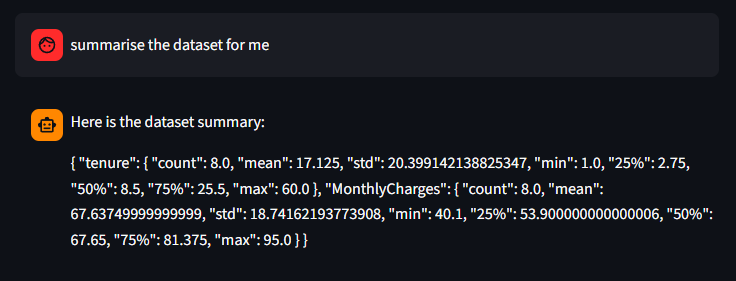 summarise the dataset for me
Here is the dataset summary:
{ "tenure": { "count": 8.0, "mean": 17.125, "std": 20.399142138825347, "min": 1.0, "25%": 2.75,
"50%": 8.5, "75%": 25.5, "max": 60.0 }, "MonthlyCharges": { "count": 8.0, "mean":
67.63749999999999, "std": 18.74162193773908, "min": 40.1, "25%": 53.900000000000006, "50%":
67.65, "75%": 81.375, "max": 95.0 } }